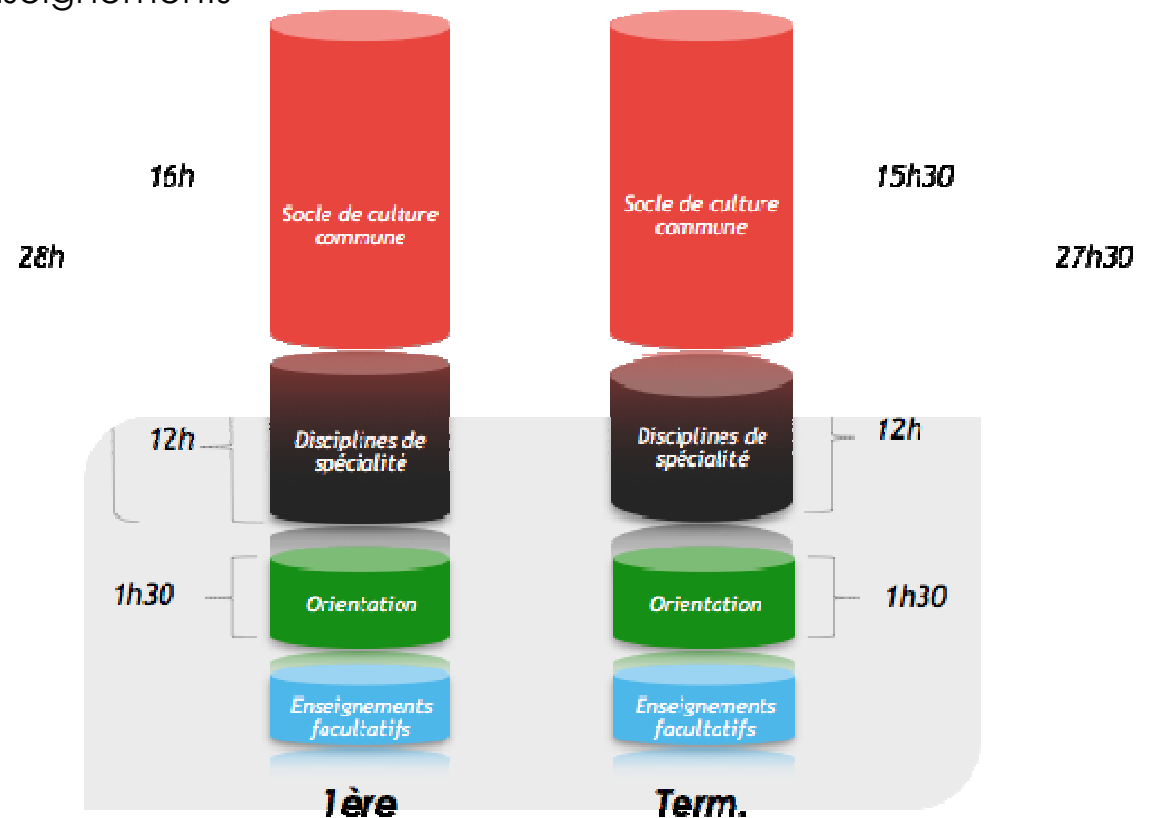 16h
15h30
Socle de culture
commune
Socle de culture
commune
28h
27h30
12h
Disciplines de
spécialité
Disciplines de
spécialité
12h
1h30
Orientation
Orientation
1h30
Enseignements
facultatifs
Enseignements
facultatifs
1ère
Term.